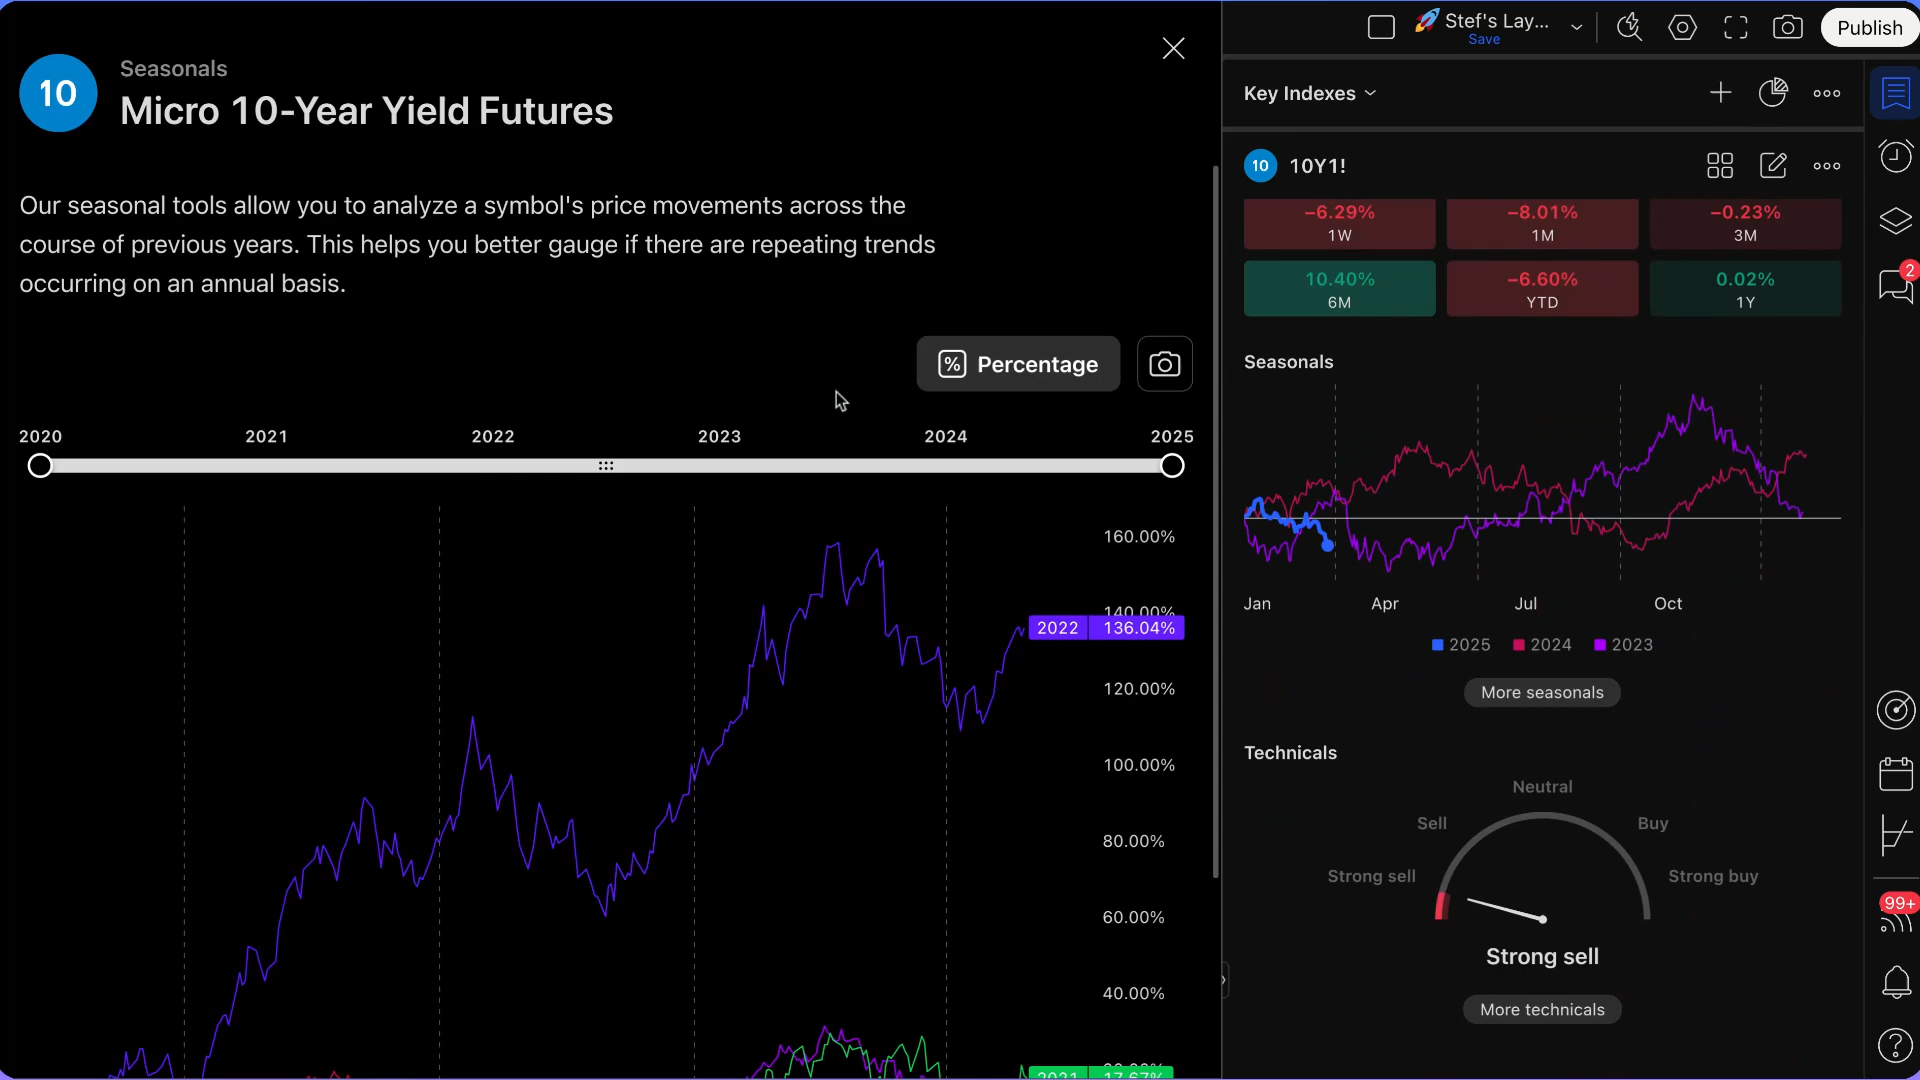 10
Seasonals
Micro 10-Year Yield Futures
Our seasonal tools allow you to analyze a symbol's price movements across the
course of previous years. This helps you better gauge if there are repeating trends
occurring on an annual basis.
% Percentage
2020 2021 2022 2023 2024 2025
160.00%
140.00%
2022 136.04%
120.00%
100.00%
80.00%
60.00%
40.00%
2021 17.67%
Stef's Lay...
Save
Publish
Key Indexes
10 10Y1!
−6.29% −8.01% −0.23%
1W 1M 3M
10.40% −6.60% 0.02%
6M YTD 1Y
Seasonals
Jan Apr Jul Oct
2025 2024 2023
More seasonals
Technicals
Neutral
Sell Buy
Strong sell Strong buy
Strong sell
More technicals
2
99+